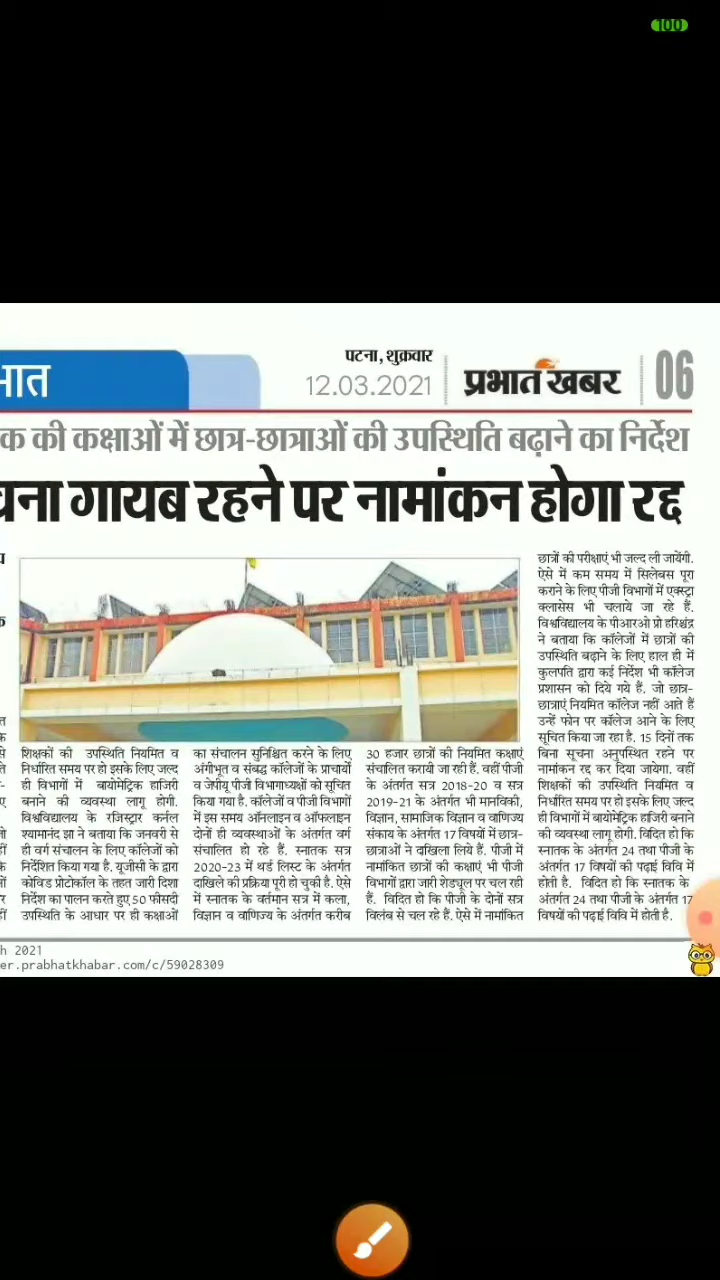 100
पटना, शुक्रवार
12.03.2021
प्रभात खबर
06
की कक्षाओं में छात्र-छात्राओं की उपस्थिति बढ़ाने का निर्देश
गायब रहने पर नामांकन होगा रद्द
शिक्षकों की उपस्थिति नियमित व
निर्धारित समय पर हो इसके लिए जल्द
ही विभागों में बायोमेट्रिक हाजिरी
बनाने की व्यवस्था लागू होगी.
विश्वविद्यालय के रजिस्ट्रार कर्नल
श्यामानंद झा ने बताया कि जनवरी से
ही वर्ग संचालन के लिए कॉलेजों को
निर्देशित किया गया है. यूजीसी के द्वारा
कोविड प्रोटोकॉल के तहत जारी दिशा
निर्देश का पालन करते हुए 50 फीसदी
उपस्थिति के आधार पर ही कक्षाओं
का संचालन सुनिश्चित करने के लिए
अंगीभूत व संबद्ध कॉलेजों के प्राचार्यों
व जेपीयू पीजी विभागाध्यक्षों को सूचित
किया गया है. कॉलेजों व पीजी विभागों
में इस समय ऑनलाइन व ऑफलाइन
दोनों ही व्यवस्थाओं के अंतर्गत वर्ग
संचालित हो रहे हैं. स्नातक सत्र
2020-23 में थर्ड लिस्ट के अंतर्गत
दाखिले की प्रक्रिया पूरी हो चुकी है. ऐसे
में स्नातक के वर्तमान सत्र में कला,
विज्ञान व वाणिज्य के अंतर्गत करीब
30 हजार छात्रों की नियमित कक्षाएं
संचालित करायी जा रही हैं. वहीं पीजी
के अंतर्गत सत्र 2018-20 व सत्र
2019-21 के अंतर्गत भी मानविकी,
विज्ञान, सामाजिक विज्ञान व वाणिज्य
संकाय के अंतर्गत 17 विषयों में छात्र-
छात्राओं ने दाखिला लिये हैं. पीजी में
नामांकित छात्रों की कक्षाएं भी पीजी
विभागों द्वारा जारी शेड्यूल पर चल रही
हैं. विदित हो कि पीजी के दोनों सत्र
विलंब से चल रहे हैं. ऐसे में नामांकित
छात्रों की परीक्षाएं भी जल्द ली जायेंगी.
ऐसे में कम समय में सिलेबस पूरा
कराने के लिए पीजी विभागों में एक्स्ट्रा
क्लासेस भी चलाये जा रहे हैं.
विश्वविद्यालय के पीआरओ प्रो हरिश्चंद्र
ने बताया कि कॉलेजों में छात्रों की
उपस्थिति बढ़ाने के लिए हाल ही में
कुलपति द्वारा कई निर्देश भी कॉलेज
प्रशासन को दिये गये हैं. जो छात्र-
छात्राएं नियमित कॉलेज नहीं आते हैं
उन्हें फोन पर कॉलेज आने के लिए
सूचित किया जा रहा है. 15 दिनों तक
बिना सूचना अनुपस्थित रहने पर
नामांकन रद्द कर दिया जायेगा. वहीं
शिक्षकों की उपस्थिति नियमित व
निर्धारित समय पर हो इसके लिए जल्द
ही विभागों में बायोमेट्रिक हाजिरी बनाने
की व्यवस्था लागू होगी. विदित हो कि
स्नातक के अंतर्गत 24 तथा पीजी के
अंतर्गत 17 विषयों की पढ़ाई विवि में
होती है. विदित हो कि स्नातक के
अंतर्गत 24 तथा पीजी के अंतर्गत 17
विषयों की पढ़ाई विवि में होती है.
h 2021
er.prabhatkhabar.com/c/59028309